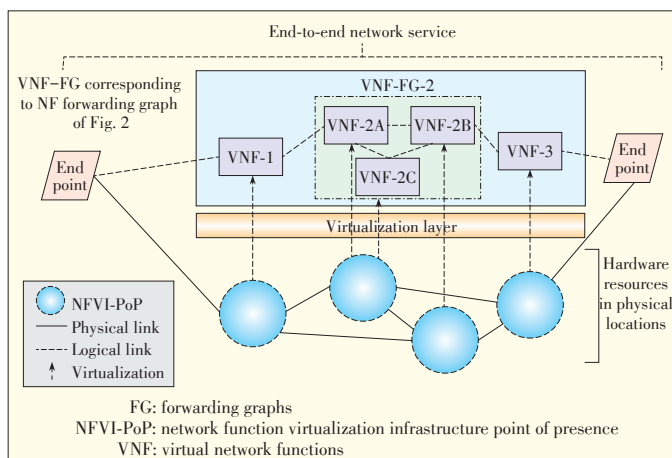 End-to-end network service
VNF-FG corresponding
to NF forwarding graph
of Fig. 2
VNF-FG-2
VNF-2A
VNF-2B
VNF-1
VNF-2C
VNF-3
End
point
End
point
Virtualization layer
Hardware
resources
in physical
locations
NFVI-PoP
Physical link
Logical link
Virtualization
FG: forwarding graphs
NFVI-PoP: network function virtualization infrastructure point of presence
VNF: virtual network functions